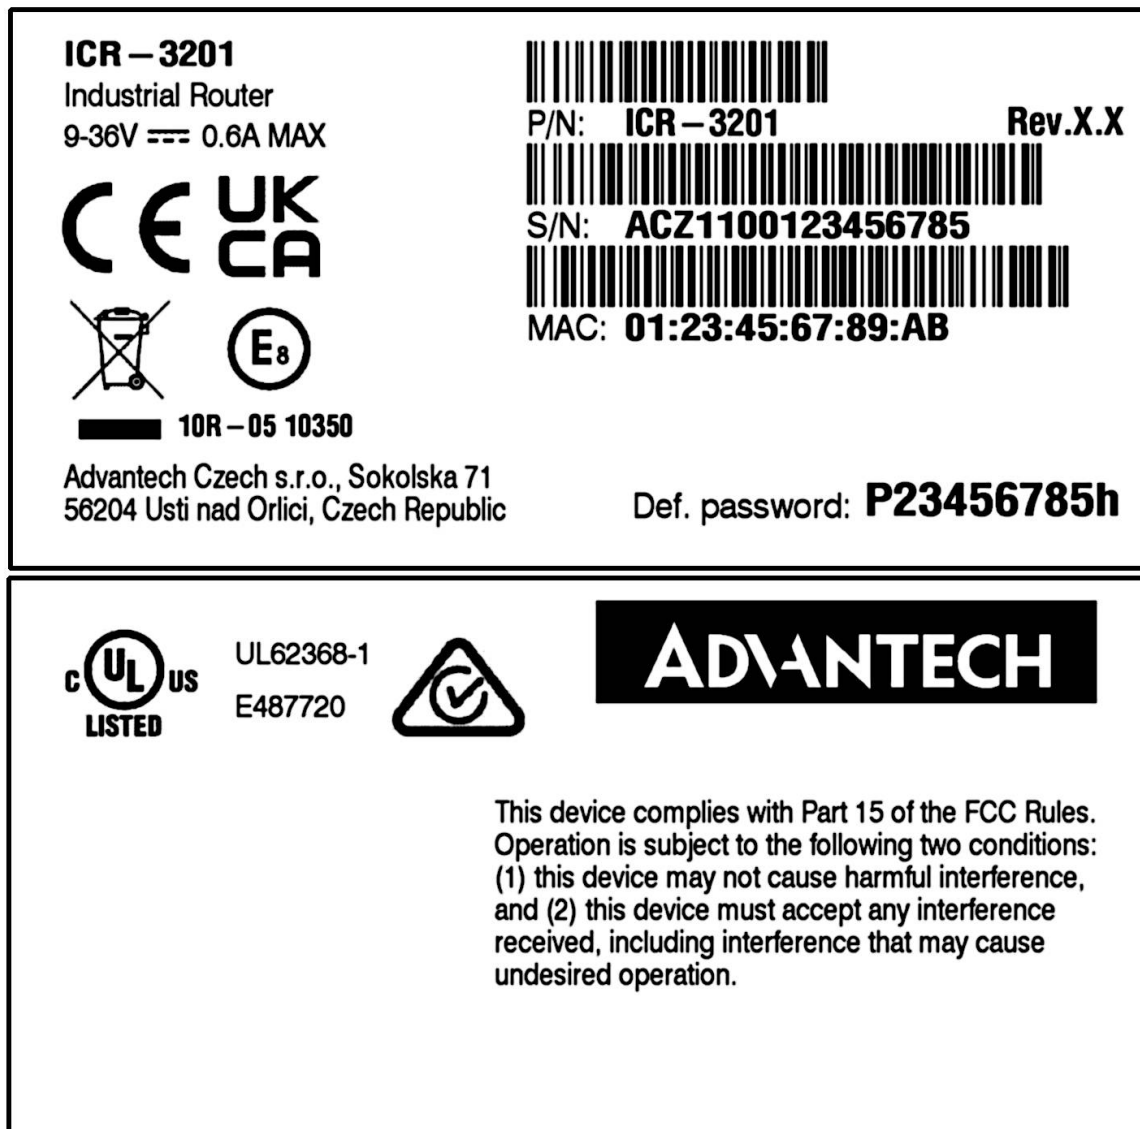 ICR – 3201
Industrial Router
9-36V ⎓ 0.6A MAX
CE UK
CA
E8
10R – 05 10350
Advantech Czech s.r.o., Sokolska 71
56204 Usti nad Orlici, Czech Republic
P/N: ICR – 3201 Rev.X.X
S/N: ACZ1100123456785
MAC: 01:23:45:67:89:AB
Def. password: P23456785h
C UL US
LISTED
UL62368-1
E487720
ADVANTECH
This device complies with Part 15 of the FCC Rules.
Operation is subject to the following two conditions:
(1) this device may not cause harmful interference,
and (2) this device must accept any interference
received, including interference that may cause
undesired operation.